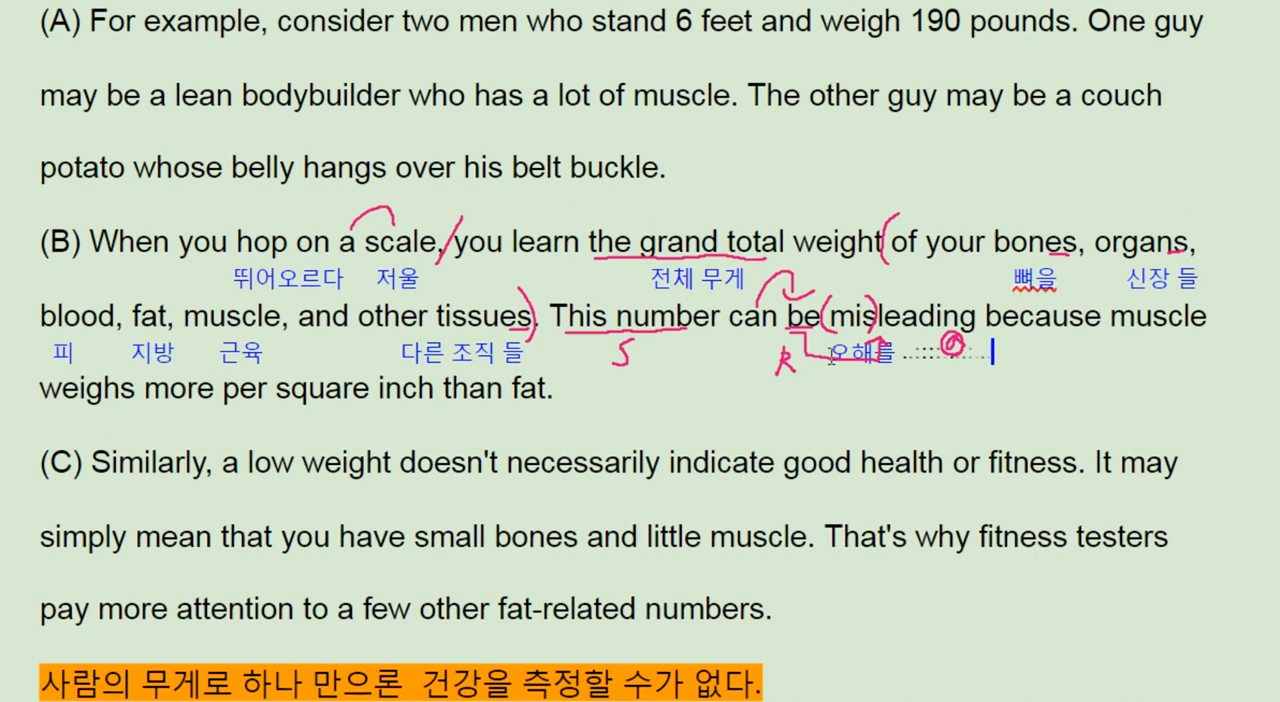 (A) For example, consider two men who stand 6 feet and weigh 190 pounds. One guy
may be a lean bodybuilder who has a lot of muscle. The other guy may be a couch
potato whose belly hangs over his belt buckle.
(B) When you hop on a scale, you learn the grand total weight of your bones, organs,
뛰어오르다 저울 전체 무게 뼈을 신장 들
blood, fat, muscle, and other tissues. This number can be misleading because muscle
피 지방 근육 다른 조직 들 S R 오해를
weighs more per square inch than fat.
(C) Similarly, a low weight doesn't necessarily indicate good health or fitness. It may
simply mean that you have small bones and little muscle. That's why fitness testers
pay more attention to a few other fat-related numbers.
사람의 무게로 하나 만으론 건강을 측정할 수가 없다.